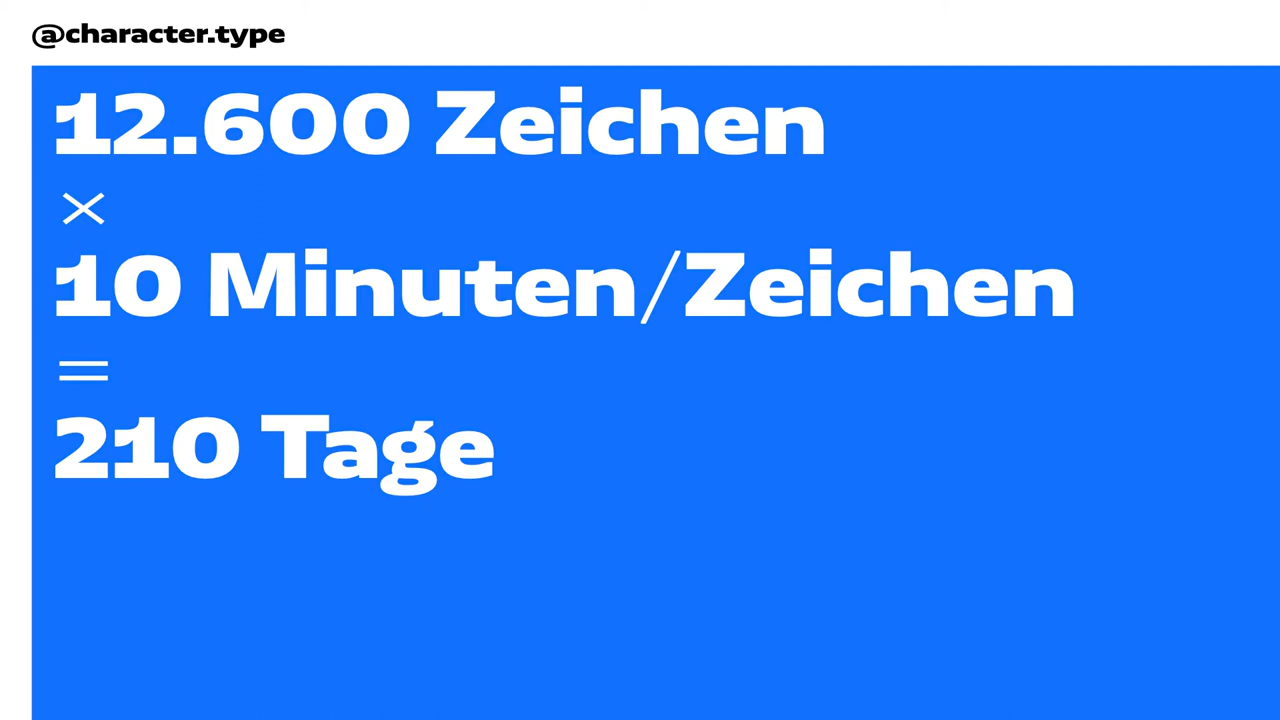 @character.type
12.600 Zeichen
×
10 Minuten/Zeichen
=
210 Tage